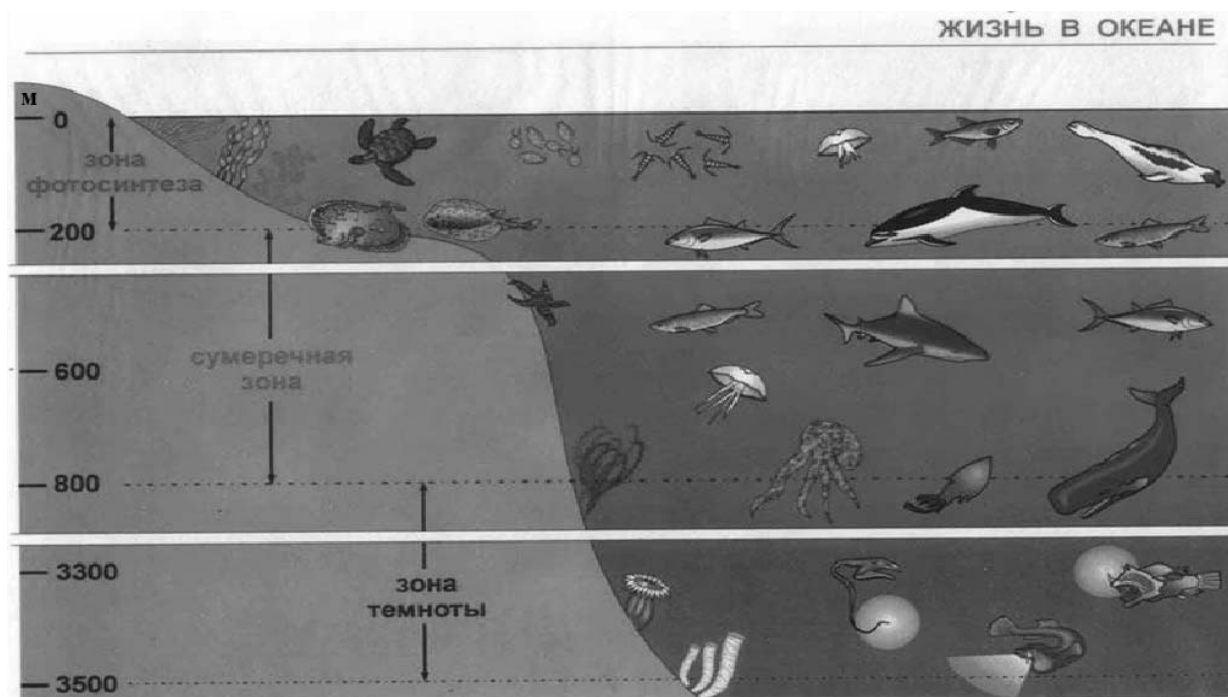 ЖИЗНЬ В ОКЕАНЕ
м
0
зона
фотосинтеза
200
600
сумеречная
зона
800
3300
зона
темноты
3500